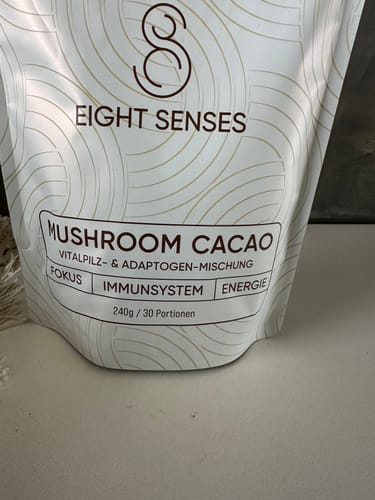 EIGHT SENSES
MUSHROOM CACAO
VITALPILZ- & ADAPTOGEN-MISCHUNG
FOKUS IMMUNSYSTEM ENERGIE
240g / 30 Portionen